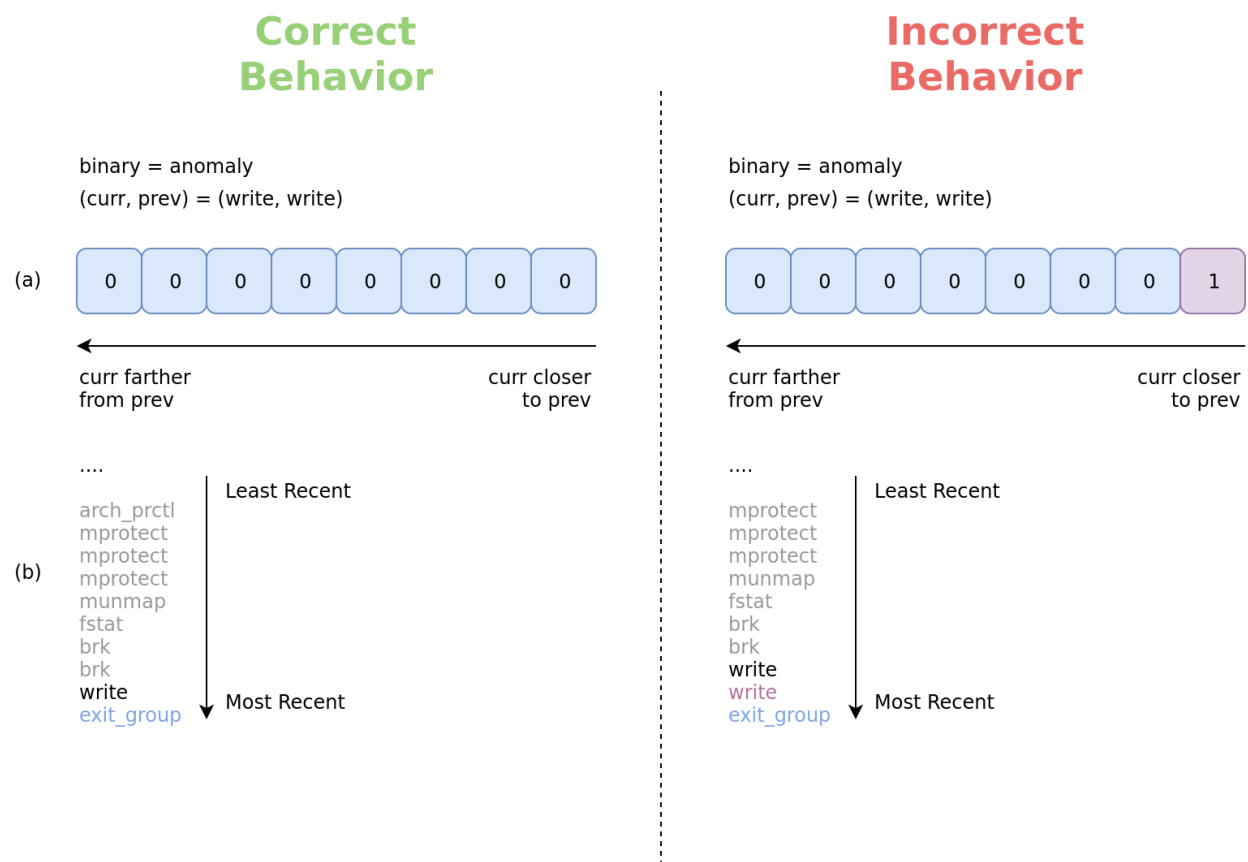 Correct
Behavior
binary = anomaly
(curr, prev) = (write, write)
(a)
0 0 0 0 0 0 0 0
curr farther
from prev
curr closer
to prev
....
Least Recent
arch_prctl
mprotect
mprotect
mprotect
(b)
munmap
fstat
brk
brk
write
exit_group
Most Recent
Incorrect
Behavior
binary = anomaly
(curr, prev) = (write, write)
0 0 0 0 0 0 0 1
curr farther
from prev
curr closer
to prev
....
Least Recent
mprotect
mprotect
mprotect
munmap
fstat
brk
brk
write
write
exit_group
Most Recent